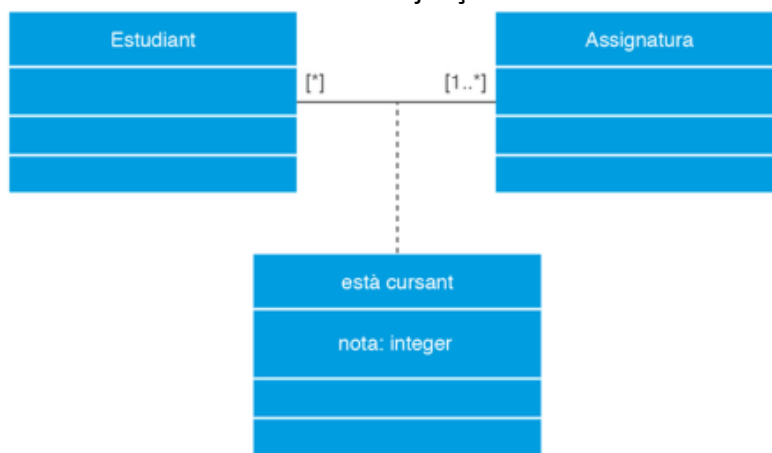 Estudiant
Assignatura
[*]
[1..*]
està cursant
nota: integer